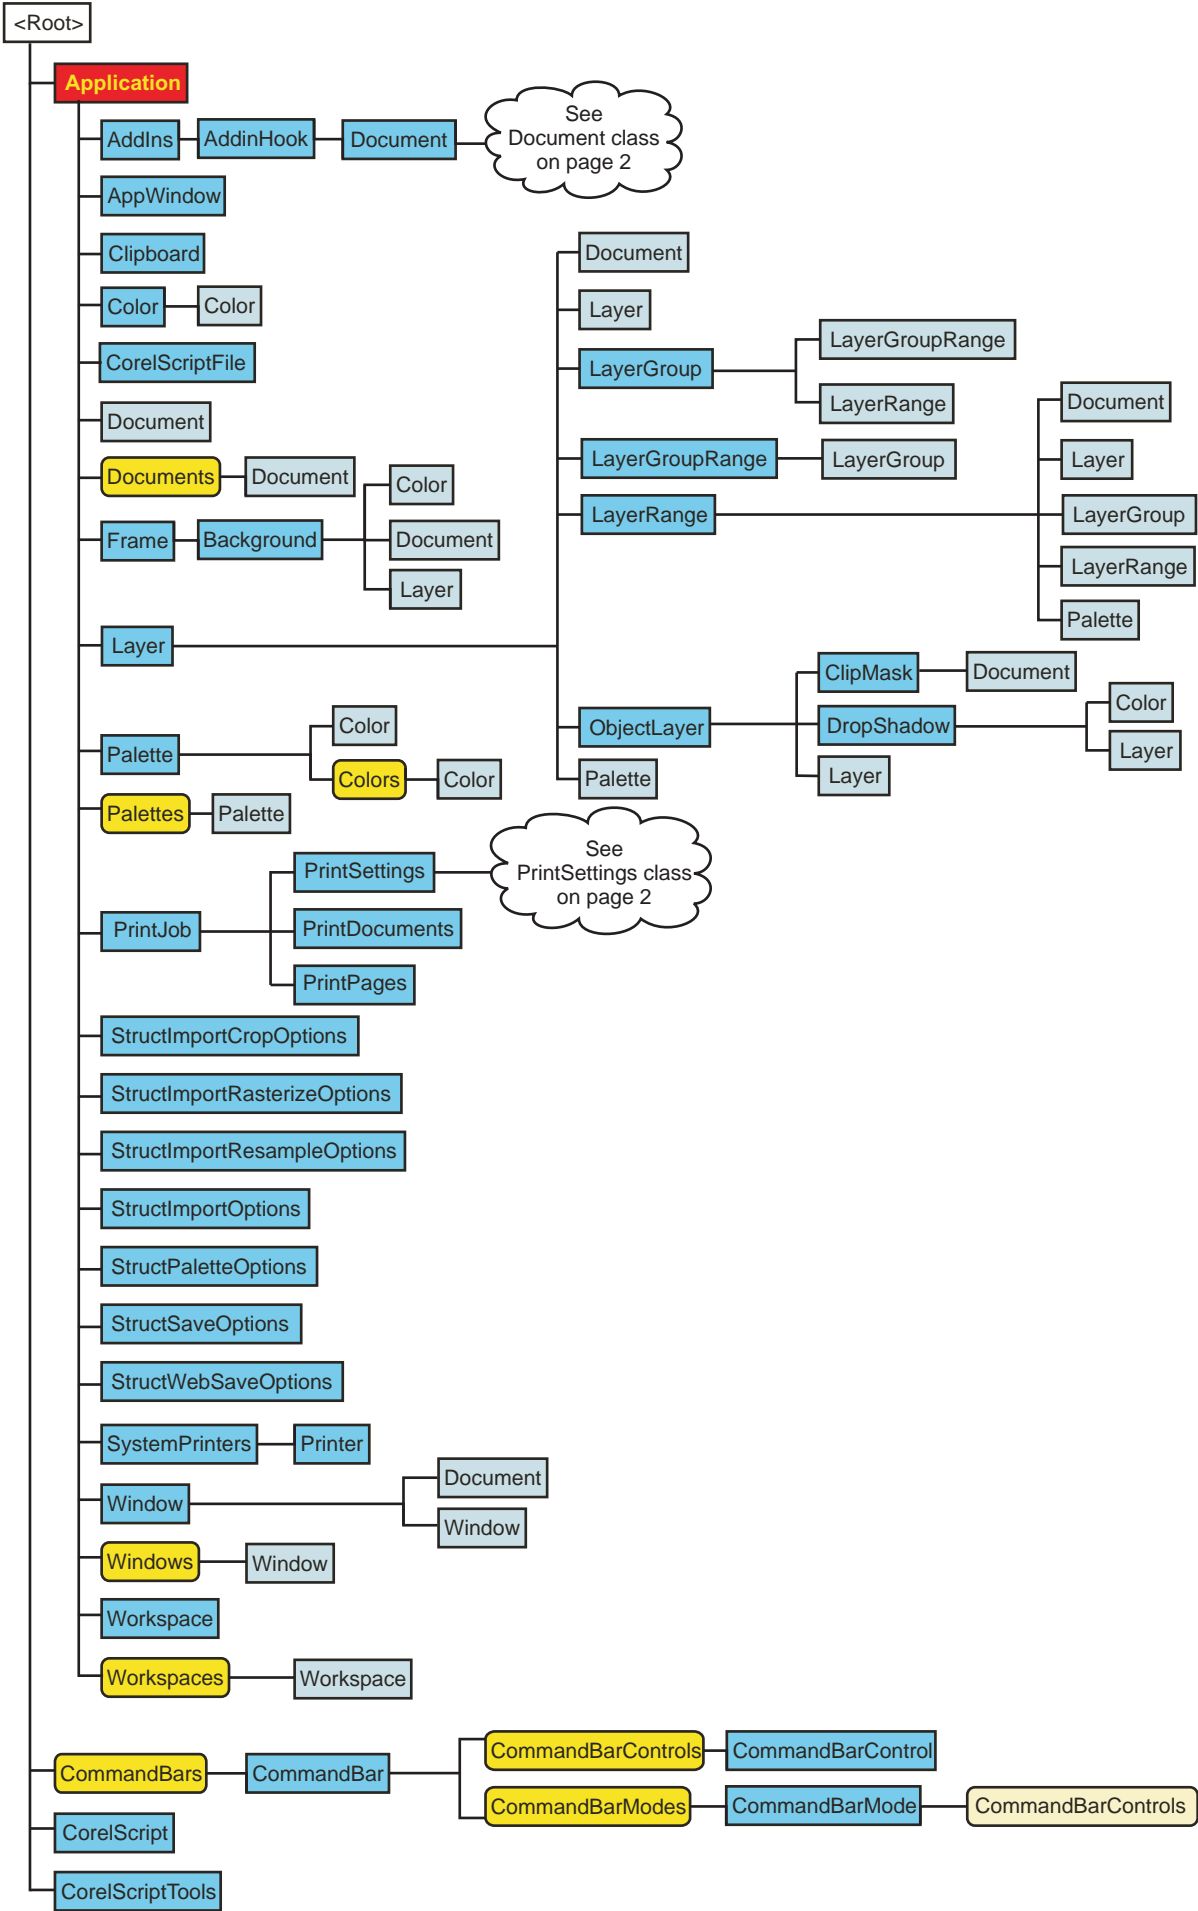 <Root>
Application
AddIns
AddinHook
Document
See
Document class
on page 2
AppWindow
Clipboard
Color
Color
CorelScriptFile
Document
Documents
Document
Frame
Background
Color
Document
Layer
Layer
Document
Layer
LayerGroup
LayerGroupRange
LayerRange
LayerGroupRange
LayerGroup
LayerRange
Document
Layer
LayerGroup
LayerRange
Palette
ObjectLayer
ClipMask
Document
DropShadow
Color
Layer
Layer
Palette
Palette
Color
Colors
Color
Palettes
Palette
PrintJob
PrintSettings
See
PrintSettings class
on page 2
PrintDocuments
PrintPages
StructImportCropOptions
StructImportRasterizeOptions
StructImportResampleOptions
StructImportOptions
StructPaletteOptions
StructSaveOptions
StructWebSaveOptions
SystemPrinters
Printer
Window
Document
Window
Windows
Window
Workspace
Workspaces
Workspace
CommandBars
CommandBar
CommandBarControls
CommandBarControl
CommandBarModes
CommandBarMode
CommandBarControls
CorelScript
CorelScriptTools